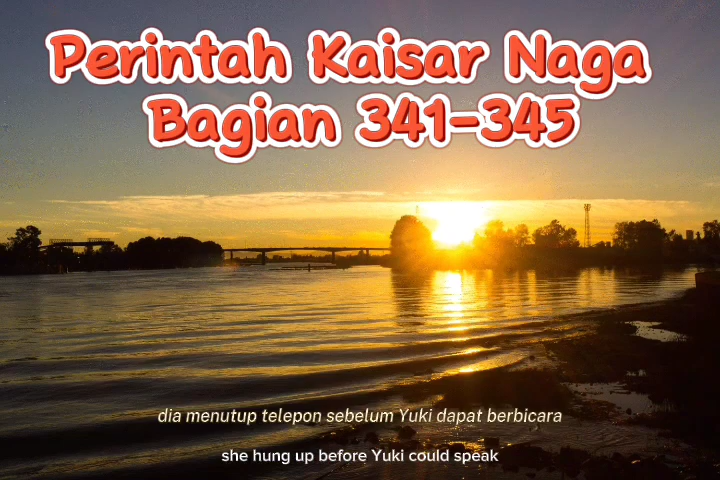 Perintah Kaisar Naga
Bagian 341-345
dia menutup telepon sebelum Yuki dapat berbicara
she hung up before Yuki could speak